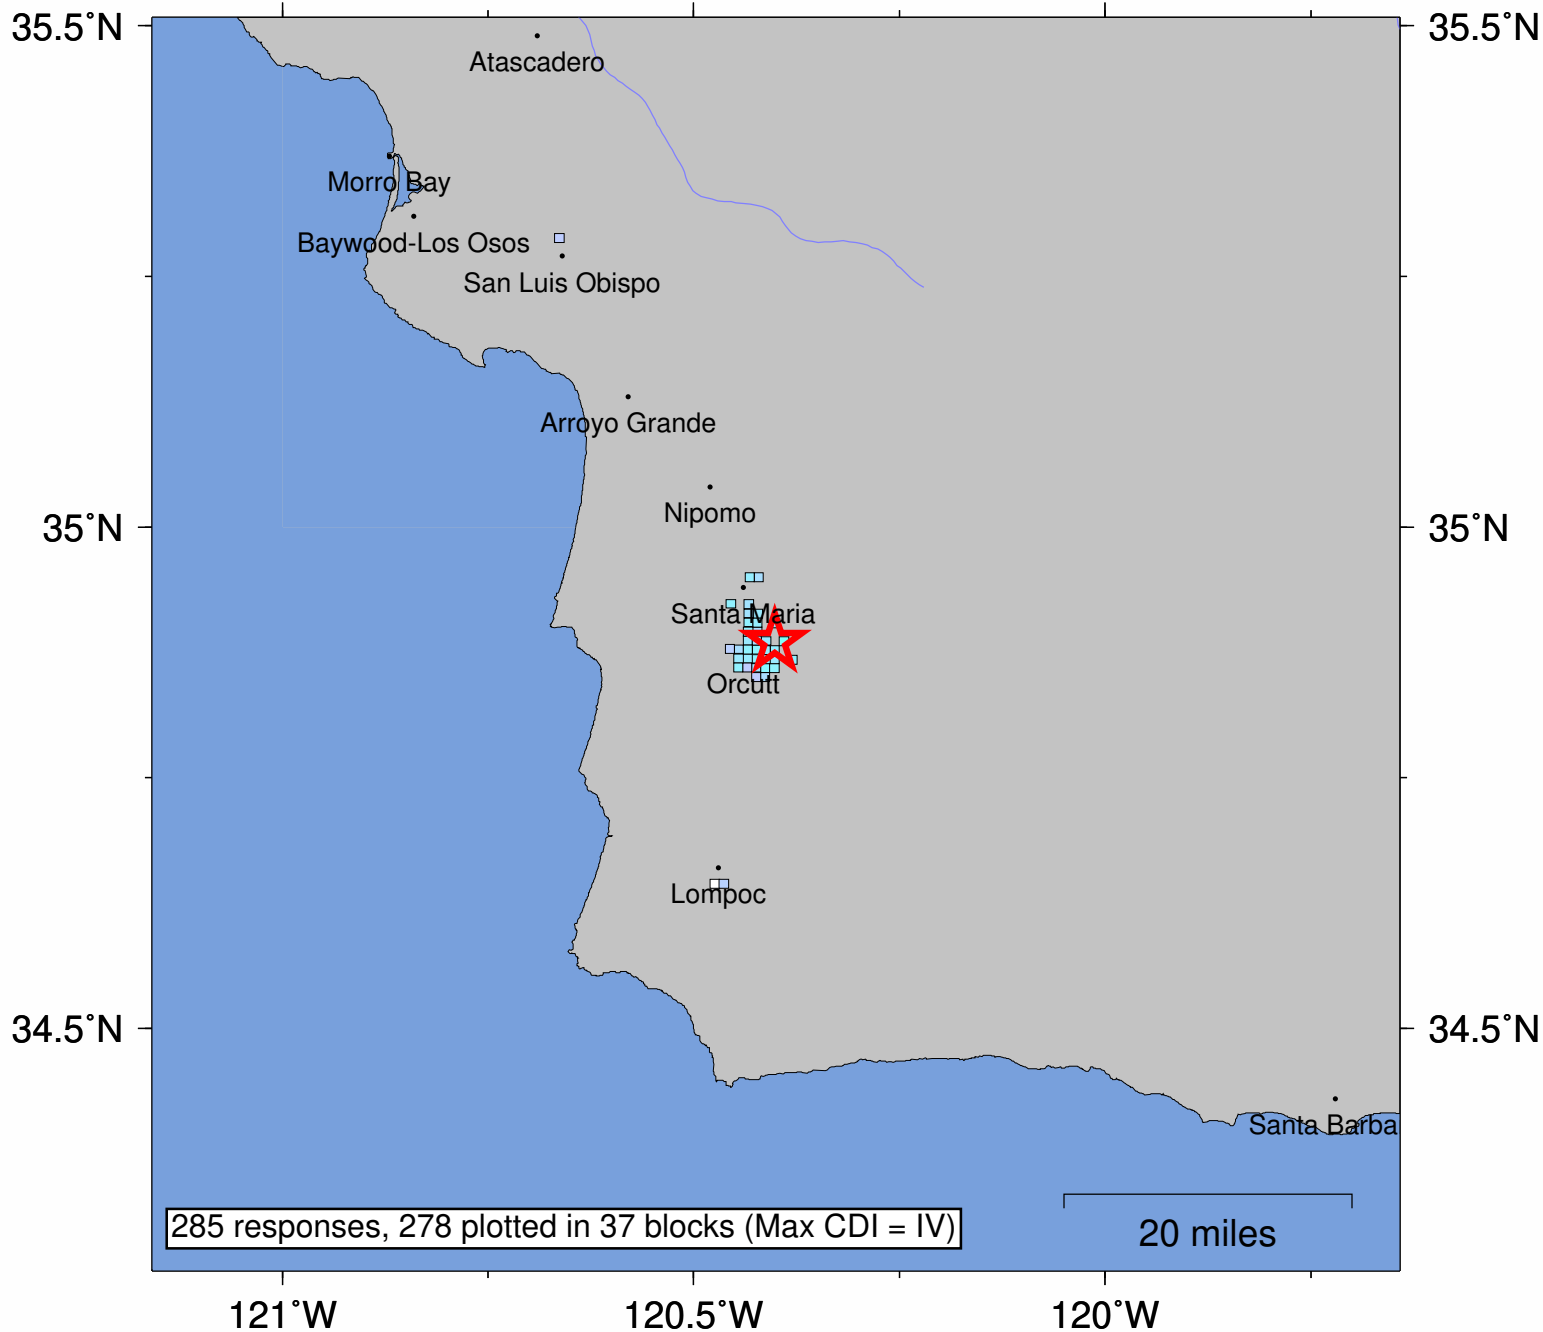 35.5˚N
35.5˚N
Atascadero
Morro Bay
Baywood-Los Osos
San Luis Obispo
Arroyo Grande
Nipomo
35˚N
35˚N
Santa Maria
Orcutt
Lompoc
34.5˚N
34.5˚N
Santa Barba
285 responses, 278 plotted in 37 blocks (Max CDI = IV)
20 miles
121˚W
120.5˚W
120˚W